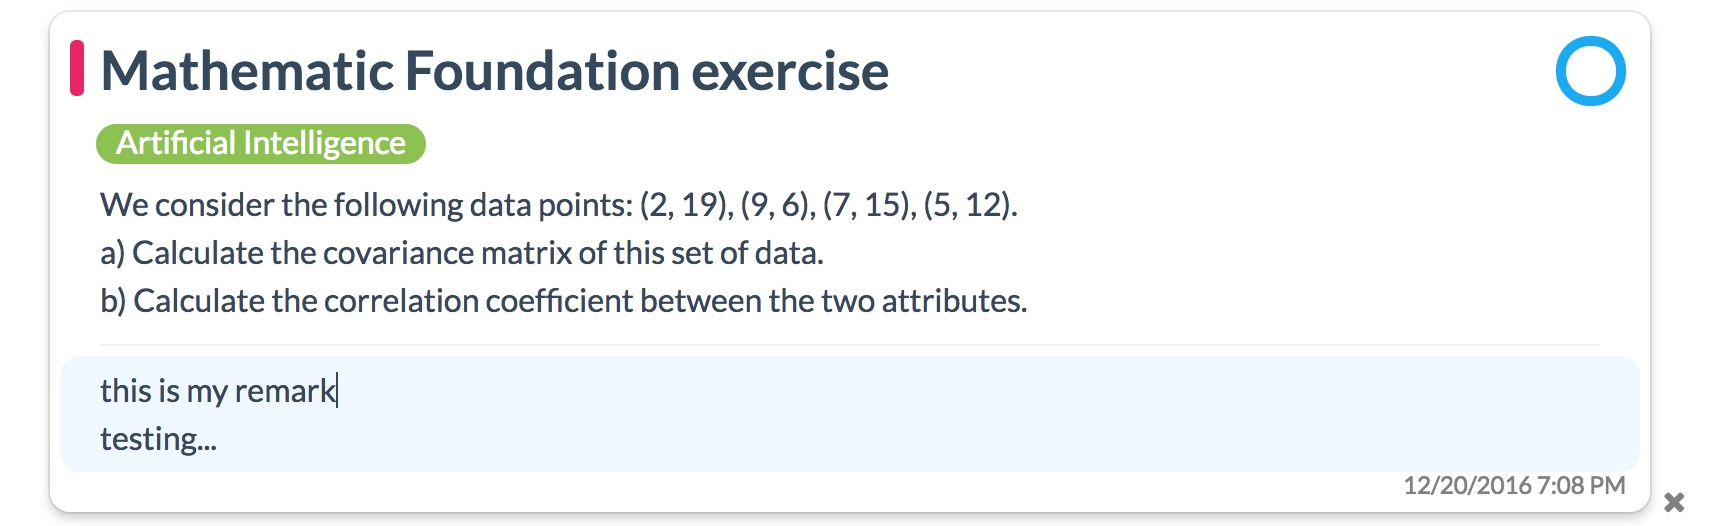 Mathematic Foundation exercise
Artificial Intelligence
We consider the following data points: (2, 19), (9, 6), (7, 15), (5, 12).
a) Calculate the covariance matrix of this set of data.
b) Calculate the correlation coefficient between the two attributes.
this is my remark
testing...
12/20/2016 7:08 PM